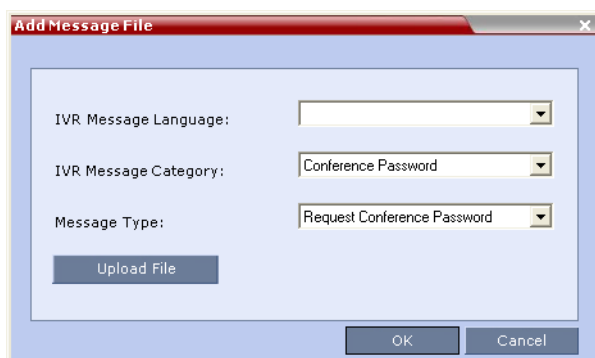 Add Message File
IVR Message Language:
IVR Message Category: Conference Password
Message Type: Request Conference Password
Upload File
OK Cancel